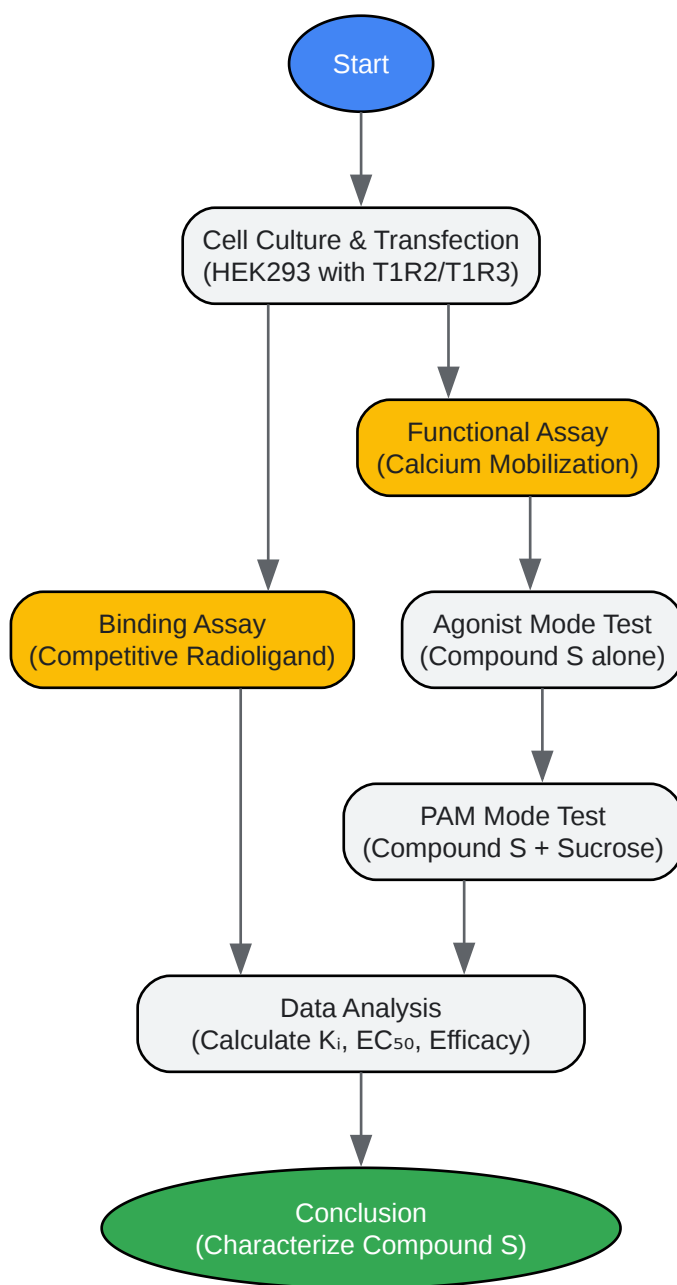 Start
Cell Culture & Transfection
(HEK293 with T1R2/T1R3)
Functional Assay
(Calcium Mobilization)
Binding Assay
(Competitive Radioligand)
Agonist Mode Test
(Compound S alone)
PAM Mode Test
(Compound S + Sucrose)
Data Analysis
(Calculate Kᵢ, EC₅₀, Efficacy)
Conclusion
(Characterize Compound S)